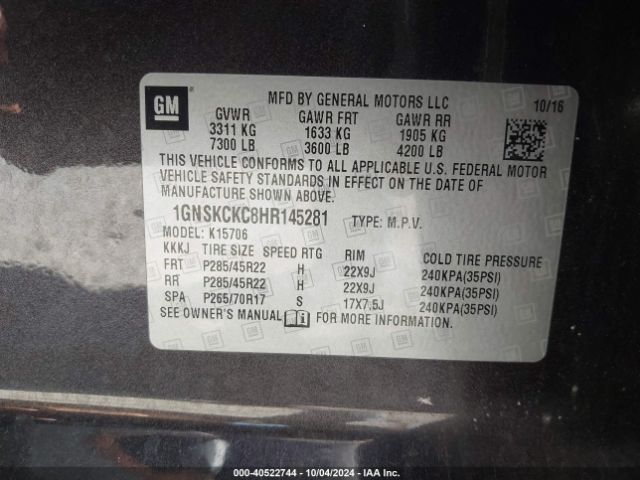 GM
MFD BY GENERAL MOTORS LLC 10/16
GVWR GAWR FRT GAWR RR
3311 KG 1633 KG 1905 KG
7300 LB 3600 LB 4200 LB
THIS VEHICLE CONFORMS TO ALL APPLICABLE U.S. FEDERAL MOTOR
VEHICLE SAFETY STANDARDS IN EFFECT ON THE DATE OF
MANUFACTURE SHOWN ABOVE.
1GNSKCKC8HR145281 TYPE: M.P.V.
MODEL: K15706
KKKJ TIRE SIZE SPEED RTG RIM COLD TIRE PRESSURE
FRT P285/45R22 H 22X9J 240KPA(35PSI)
RR P285/45R22 H 22X9J 240KPA(35PSI)
SPA P265/70R17 S 17X7.5J 240KPA(35PSI)
SEE OWNER'S MANUAL FOR MORE INFORMATION.
000-40522744 - 10/04/2024 - IAA Inc.